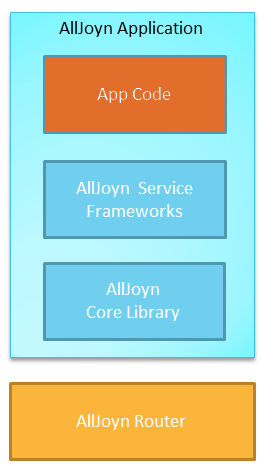 AllJoyn Application
App Code
AllJoyn Service
Frameworks
AllJoyn
Core Library
AllJoyn Router